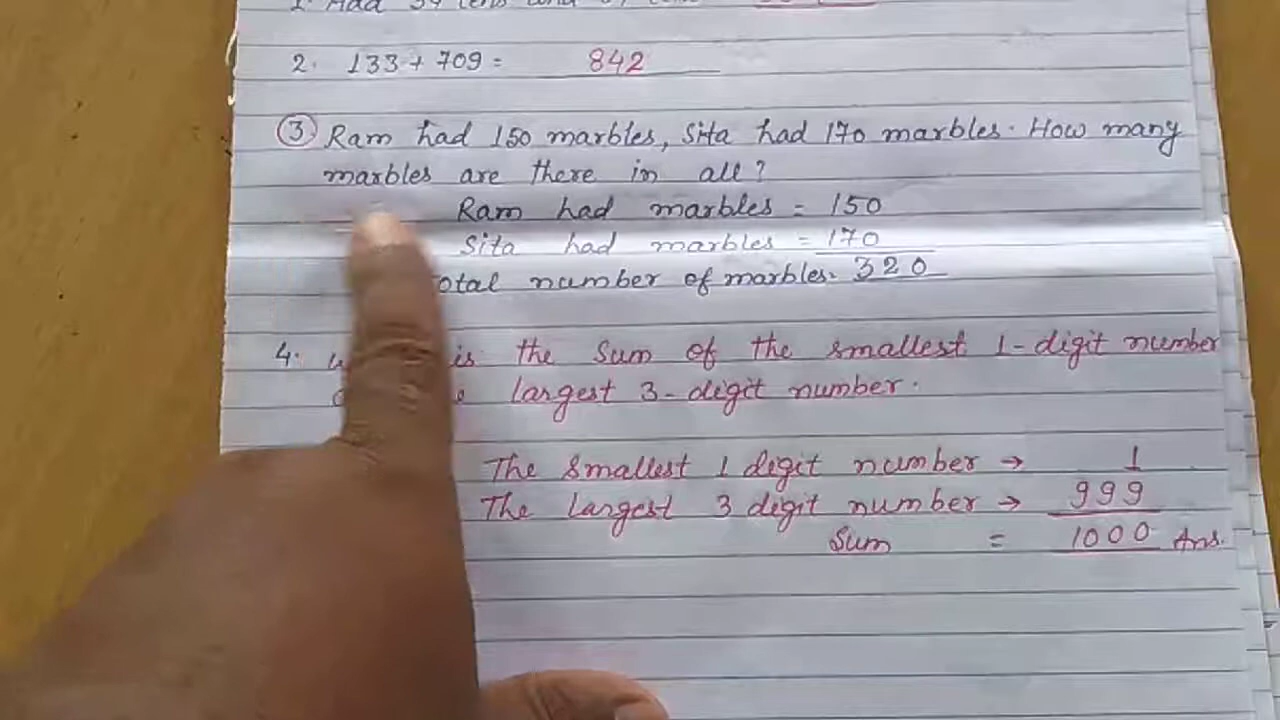 2. 133 + 709 = 842
③ Ram had 150 marbles, Sita had 170 marbles. How many
marbles are there in all?
Ram had marbles = 150
Sita had marbles = 170
otal number of marbles = 320
4. is the Sum of the smallest 1-digit number
largest 3-digit number.
The Smallest 1 digit number → 1
The Largest 3 digit number → 999
Sum = 1000 Ans.